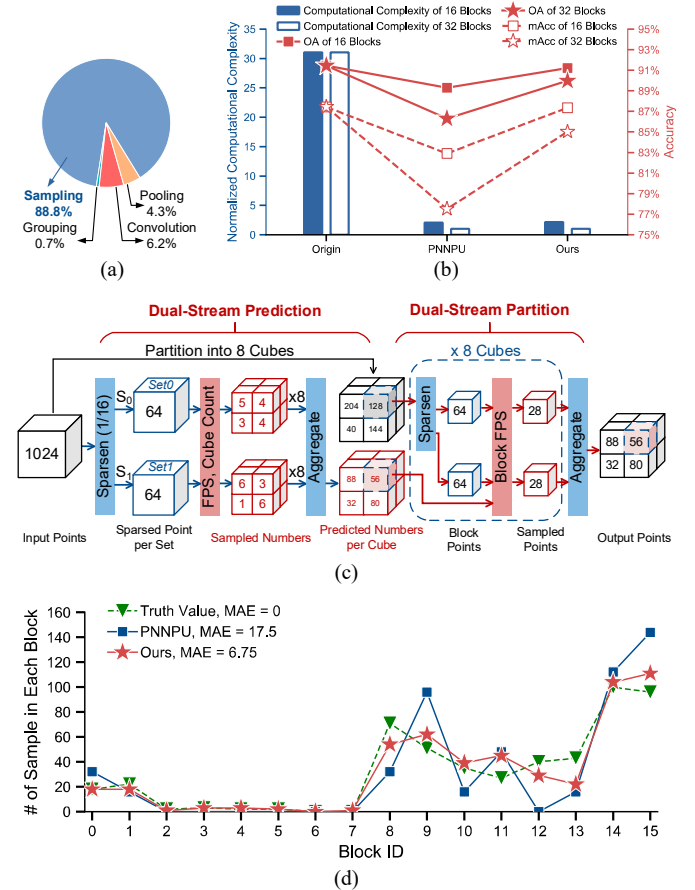 (a)
Sampling
88.8%
Pooling
4.3%
Grouping
0.7%
Convolution
6.2%
Computational Complexity of 16 Blocks
Computational Complexity of 32 Blocks
OA of 16 Blocks
OA of 32 Blocks
mAcc of 16 Blocks
mAcc of 32 Blocks
Normalized Computational Complexity
35
30
25
20
15
10
5
0
Origin
PNNPU
Ours
95%
93%
91%
89%
87%
85%
83%
81%
79%
77%
75%
Accuracy
(a)
(b)
Dual-Stream Prediction
Dual-Stream Partition
Partition into 8 Cubes
x 8 Cubes
1024
Sparsen (1/16)
S0
S1
Set0
64
Set1
64
FPS, Cube Count
5 4
3 4
6 3
1 6
x8
x8
Aggregate
204 128
40 144
88 56
32 80
Sparsen
64
64
Block FPS
28
28
Aggregate
88 56
32 80
Input Points
Sparsed Point
per Set
Sampled Numbers
Predicted Numbers
per Cube
Block
Points
Sampled
Points
Output Points
(c)
Truth Value, MAE = 0
PNNPU, MAE = 17.5
Ours, MAE = 6.75
# of Sample in Each Block
160
140
120
100
80
60
40
20
0
0 1 2 3 4 5 6 7 8 9 10 11 12 13 14 15
Block ID
(d)